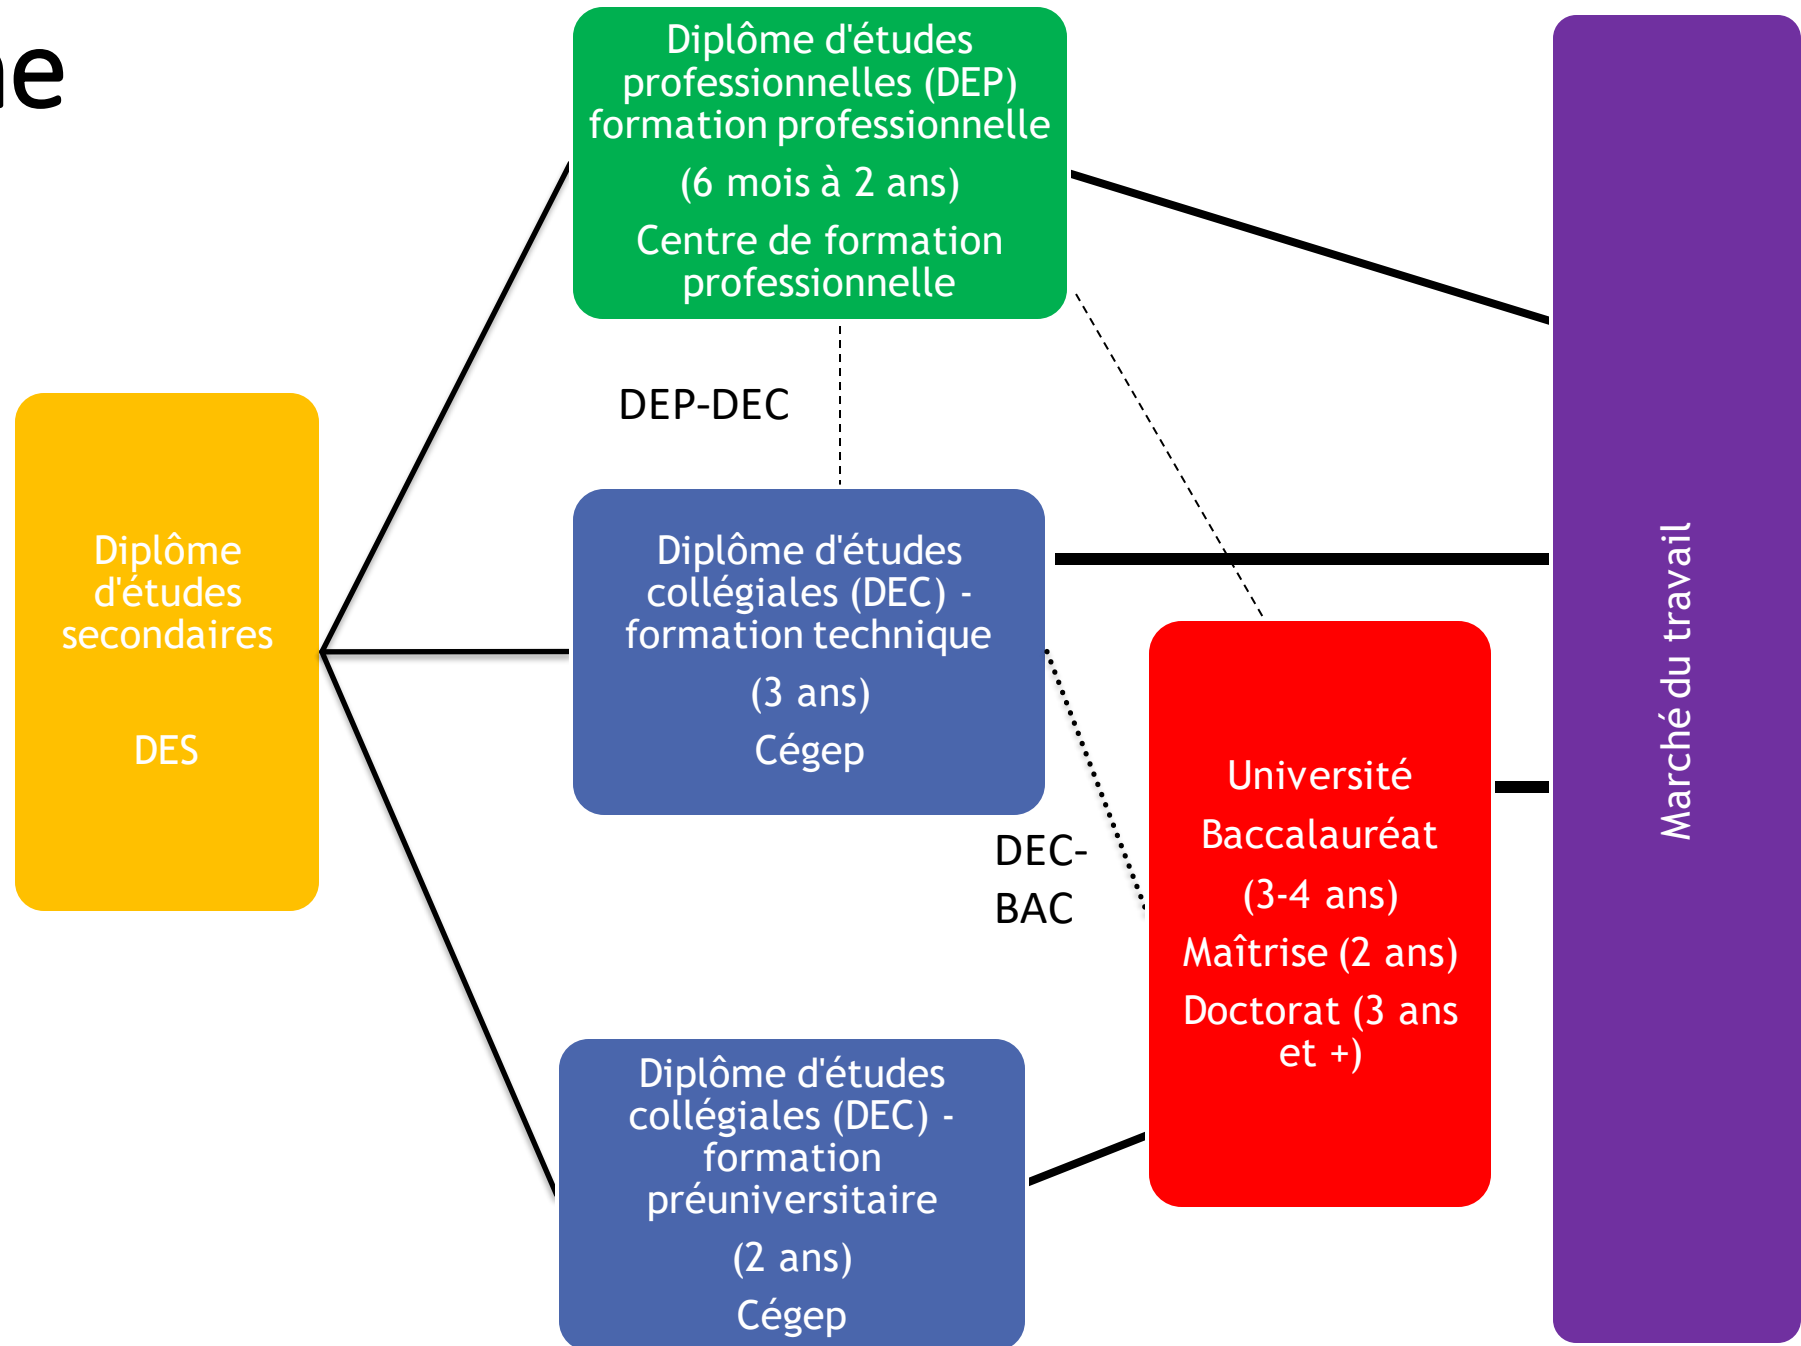 Diplôme d'études
professionnelles (DEP)
formation professionnelle
(6 mois à 2 ans)
Centre de formation
professionnelle
DEP-DEC
Diplôme
d'études
secondaires
DES
Diplôme d'études
collégiales (DEC) -
formation technique
(3 ans)
Cégep
DEC-
BAC
Université
Baccalauréat
(3-4 ans)
Maîtrise (2 ans)
Doctorat (3 ans
et +)
Diplôme d'études
collégiales (DEC) -
formation
préuniversitaire
(2 ans)
Cégep
Marché du travail